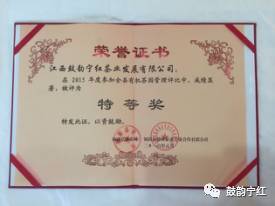 荣誉证书
江西鼓韵宁红茶业发展有限公司:
在2015年度参加全县有机茶园管理评比中,成绩显
著,被评为
特等奖
特发此证,以资鼓励。
鼓韵宁红